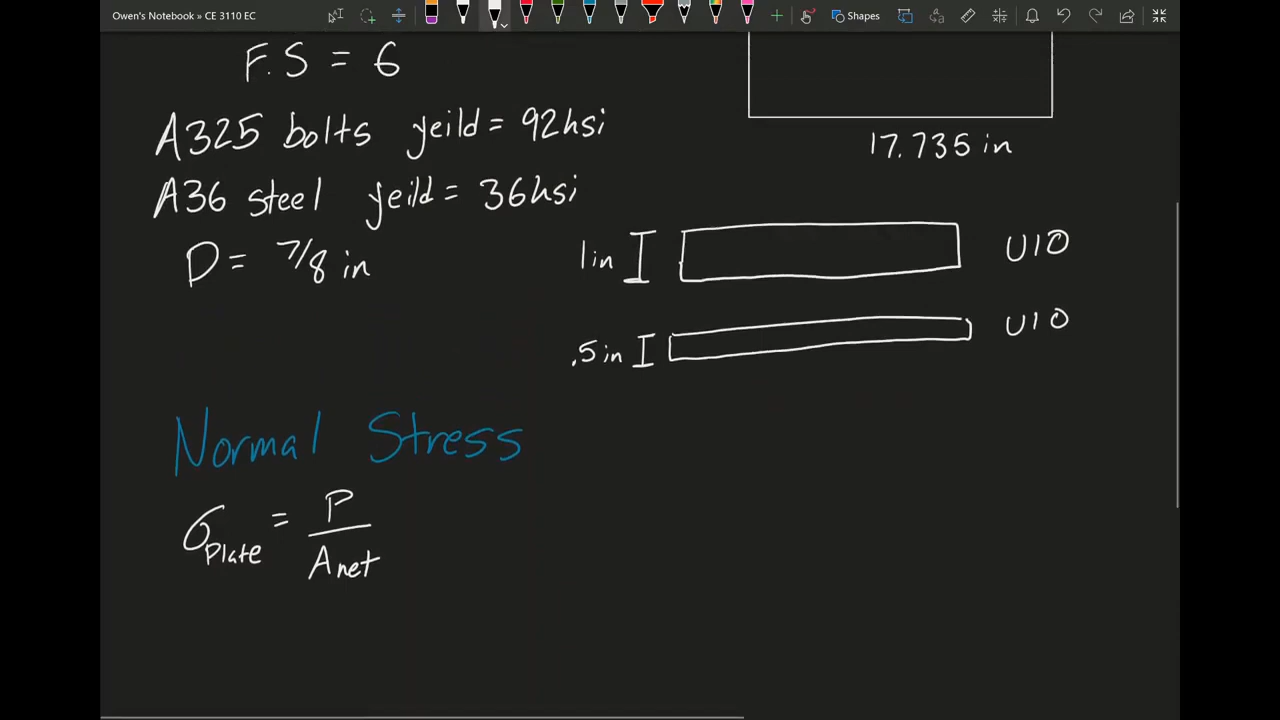 Owen's Notebook » CE 3110 EC
Shapes
F.S = 6
A325 bolts yeild = 92ksi
A36 steel yeild = 36ksi
D = 7/8 in
17.735 in
1in
U10
.5in
U10
Normal Stress
σPlate = P/Anet